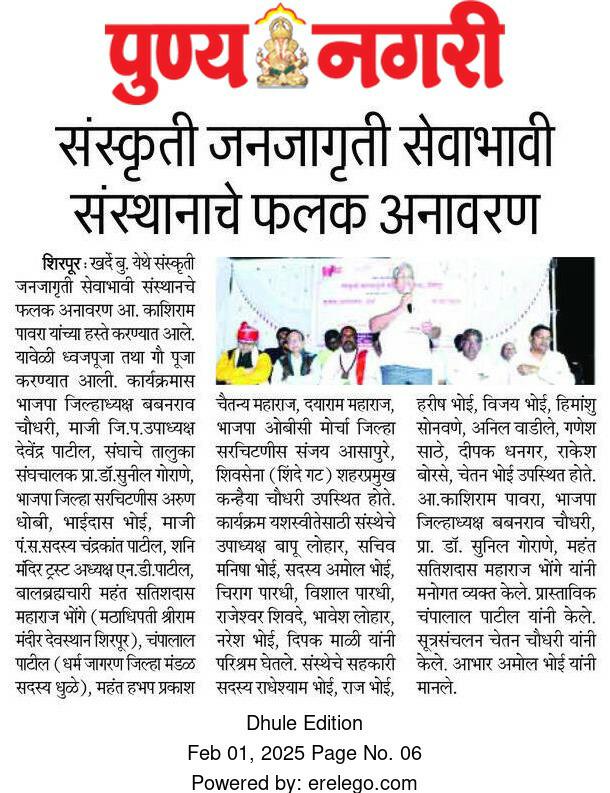 पुण्य नगरी
संस्कृती जनजागृती सेवाभावी
संस्थानाचे फलक अनावरण
शिरपूर : खर्दे बु. येथे संस्कृती
जनजागृती सेवाभावी संस्थानचे
फलक अनावरण आ. काशिराम
पावरा यांच्या हस्ते करण्यात आले.
यावेळी ध्वजपूजा तथा गौ पूजा
करण्यात आली. कार्यक्रमास
भाजपा जिल्हाध्यक्ष बबनराव
चौधरी, माजी जि.प.उपाध्यक्ष
देवेंद्र पाटील, संघाचे तालुका
संघचालक प्रा.डॉ.सुनील गोराणे,
भाजपा जिल्हा सरचिटणीस अरुण
धोबी, भाईदास भोई, माजी
पं.स.सदस्य चंद्रकांत पाटील, शनि
मंदिर ट्रस्ट अध्यक्ष एन.डी.पाटील,
बालब्रह्मचारी महंत सतिशदास
महाराज भोंगे (मठाधिपती श्रीराम
मंदीर देवस्थान शिरपूर), चंपालाल
पाटील (धर्म जागरण जिल्हा मंडळ
सदस्य धुळे), महंत हभप प्रकाश
चैतन्य महाराज, दयाराम महाराज,
भाजपा ओबीसी मोर्चा जिल्हा
सरचिटणीस संजय आसापुरे,
शिवसेना (शिंदे गट) शहरप्रमुख
कन्हैया चौधरी उपस्थित होते.
कार्यक्रम यशस्वीतेसाठी संस्थेचे
उपाध्यक्ष बापू लोहार, सचिव
मनिषा भोई, सदस्य अमोल भोई,
चिराग पारधी, विशाल पारधी,
राजेश्वर शिवदे, भावेश लोहार,
नरेश भोई, दिपक माळी यांनी
परिश्रम घेतले. संस्थेचे सहकारी
सदस्य राधेश्याम भोई, राज भोई,
हरीष भोई, विजय भोई, हिमांशु
सोनवणे, अनिल वाडीले, गणेश
साठे, दीपक धनगर, राकेश
बोरसे, चेतन भोई उपस्थित होते.
आ.काशिराम पावरा, भाजपा
जिल्हाध्यक्ष बबनराव चौधरी,
प्रा. डॉ. सुनिल गोराणे, महंत
सतिशदास महाराज भोंगे यांनी
मनोगत व्यक्त केले. प्रास्ताविक
चंपालाल पाटील यांनी केले.
सूत्रसंचलन चेतन चौधरी यांनी
केले. आभार अमोल भोई यांनी
मानले.
Dhule Edition
Feb 01, 2025 Page No. 06
Powered by: erelego.com